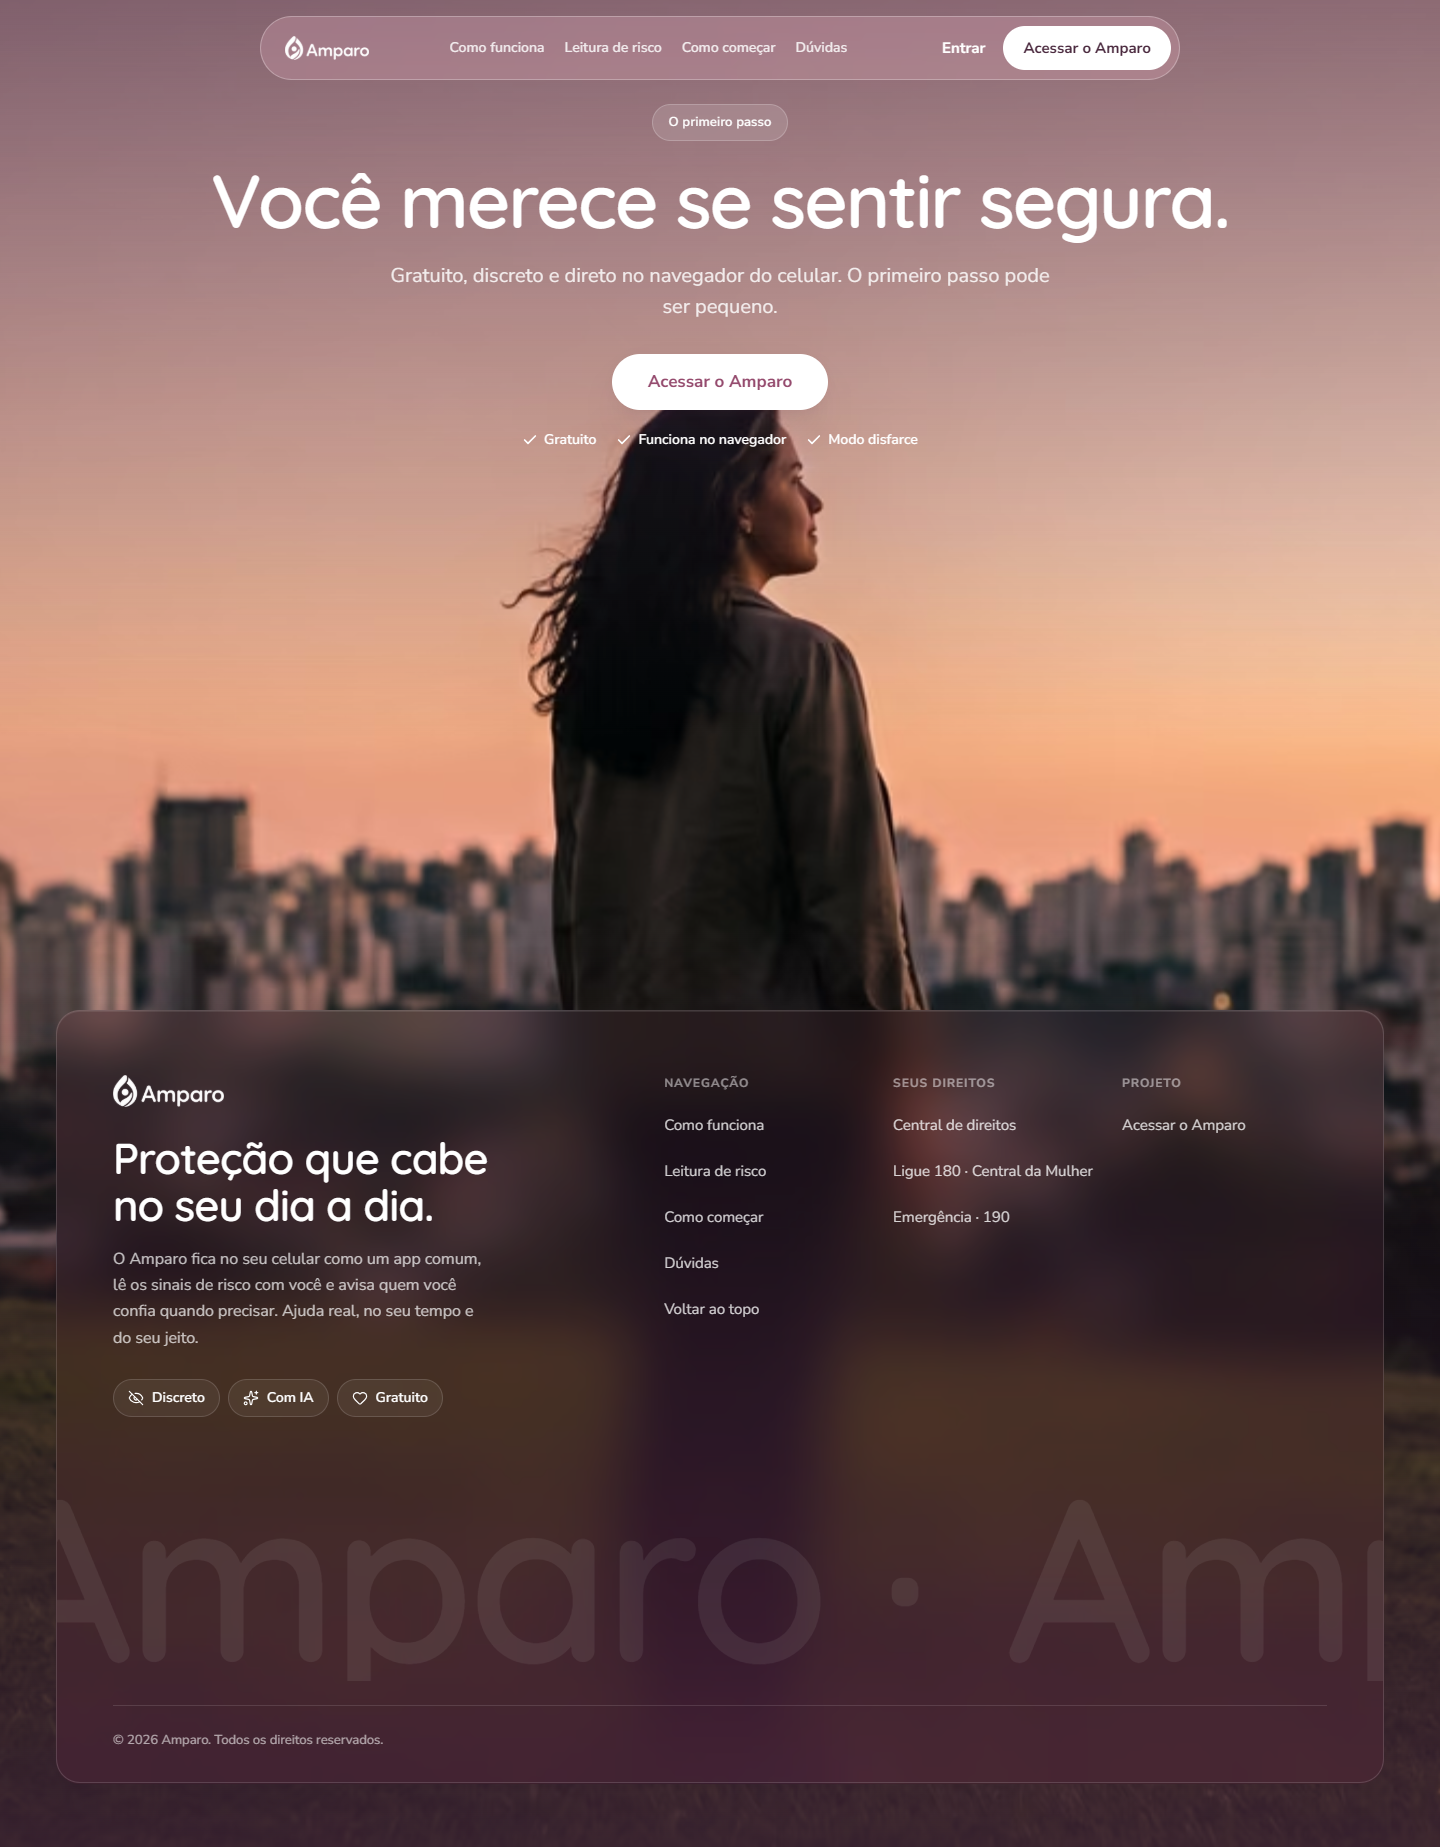 Amparo
Como funciona
Leitura de risco
Como começar
Dúvidas
Entrar
Acessar o Amparo
O primeiro passo
Você merece se sentir segura.
Gratuito, discreto e direto no navegador do celular. O primeiro passo pode
ser pequeno.
Acessar o Amparo
Gratuito
Funciona no navegador
Modo disfarce
Amparo
Proteção que cabe
no seu dia a dia.
O Amparo fica no seu celular como um app comum,
lê os sinais de risco com você e avisa quem você
confia quando precisar. Ajuda real, no seu tempo e
do seu jeito.
Discreto
Com IA
Gratuito
NAVEGAÇÃO
Como funciona
Leitura de risco
Como começar
Dúvidas
Voltar ao topo
SEUS DIREITOS
Central de direitos
Ligue 180 · Central da Mulher
Emergência · 190
PROJETO
Acessar o Amparo
Amparo · Amp
© 2026 Amparo. Todos os direitos reservados.